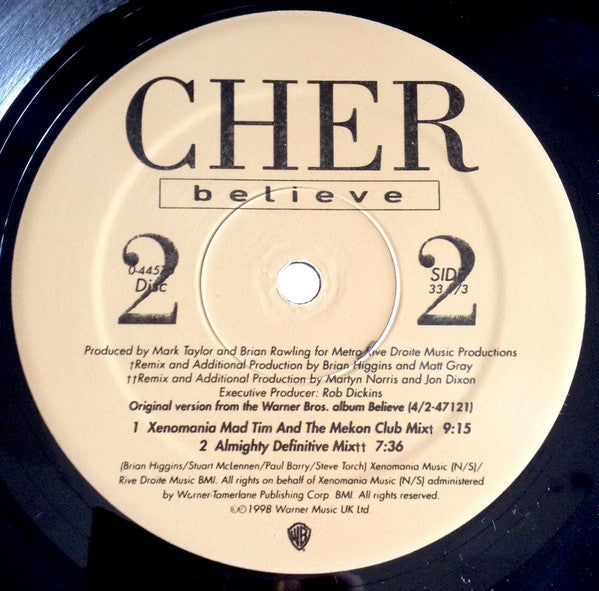 CHER
believe
2
Disc
2
SIDE
Produced by Mark Taylor and Brian Rawling for Metro/Rive Droite Music Productions
†Remix and Additional Production by Brian Higgins and Matt Gray
††Remix and Additional Production by Martyn Norris and Jon Dixon
Executive Producer: Rob Dickins
Original version from the Warner Bros. album Believe (4/2-47121)
1 Xenomania Mad Tim And The Mekon Club Mix† 9:15
2 Almighty Definitive Mix†† 7:36
(Brian Higgins/Stuart McLennen/Paul Barry/Steve Torch) Xenomania Music (N/S)/
Rive Droite Music BMI. All rights on behalf of Xenomania Music (N/S) administered
by Warner-Tamerlane Publishing Corp. BMI. All rights reserved.
©℗1998 Warner Music UK Ltd.
WB